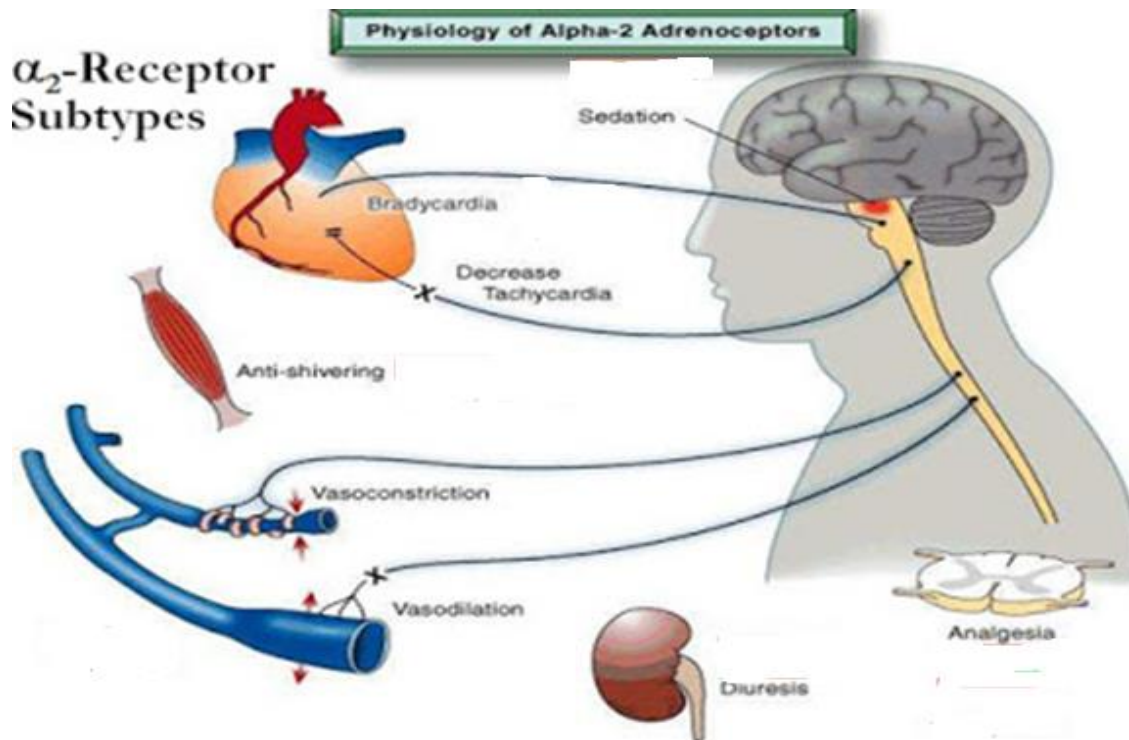 Physiology of Alpha-2 Adrenoceptors
α₂-Receptor
Subtypes
Sedation
Bradycardia
Decrease
Tachycardia
Anti-shivering
Vasoconstriction
Vasodilation
Analgesia
Diuresis